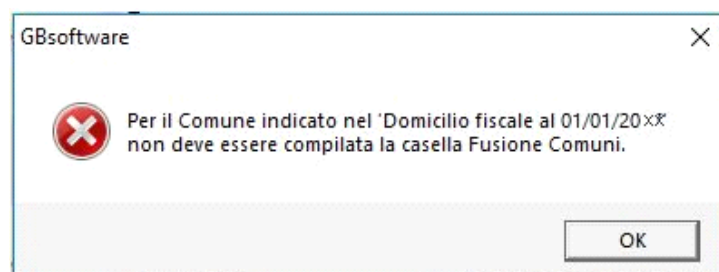 GBsoftware
Per il Comune indicato nel 'Domicilio fiscale al 01/01/20xx
non deve essere compilata la casella Fusione Comuni.
OK